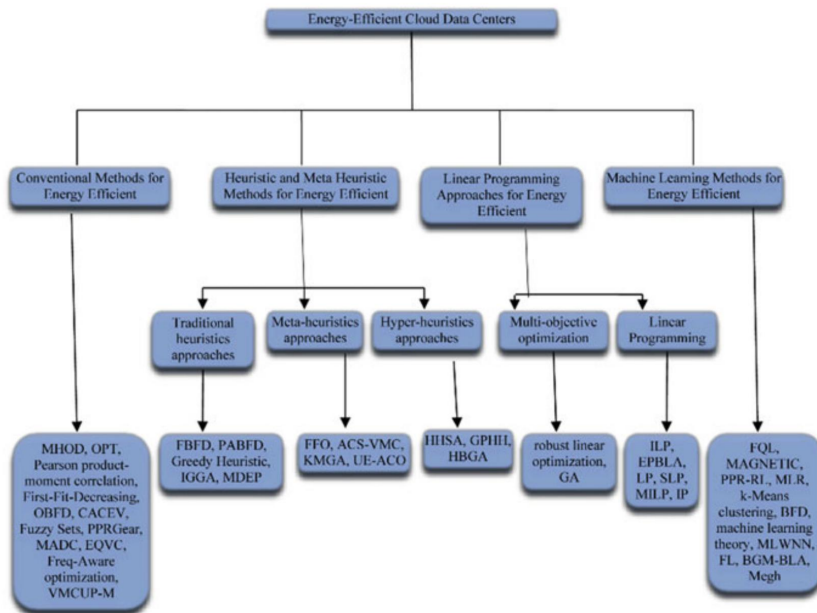 Energy-Efficient Cloud Data Centers
Conventional Methods for
Energy Efficient
Heuristic and Meta Heuristic
Methods for Energy Efficient
Linear Programming
Approaches for Energy
Efficient
Machine Learning Methods for
Energy Efficient
Traditional
heuristics
approaches
Meta-heuristics
approaches
Hyper-heuristics
approaches
Multi-objective
optimization
Linear
Programming
MHOD, OPT,
Pearson product-
moment corrclation,
First-Fit-Decreasing,
OBFD, CACEV,
Fuzzy Sets, PPRGear,
MADC, EQVC,
Freq-Aware
optimization,
VMCUP-M
FBFD, PABFD,
Greedy Heuristic,
IGGA, MDEP
FFO, ACS-VMC,
KMGA, UE-ACO
HHSA, GPHH,
HBGA
robust linear
optimization,
GA
ILP,
EPBLA,
LP, SLP,
MILP, IP
FQL,
MAGNETIC,
PPR-RL, MLR,
k-Means
clustering, BFD,
machine learning
theory, MLWNN,
FL, BGM-BLA,
Megh